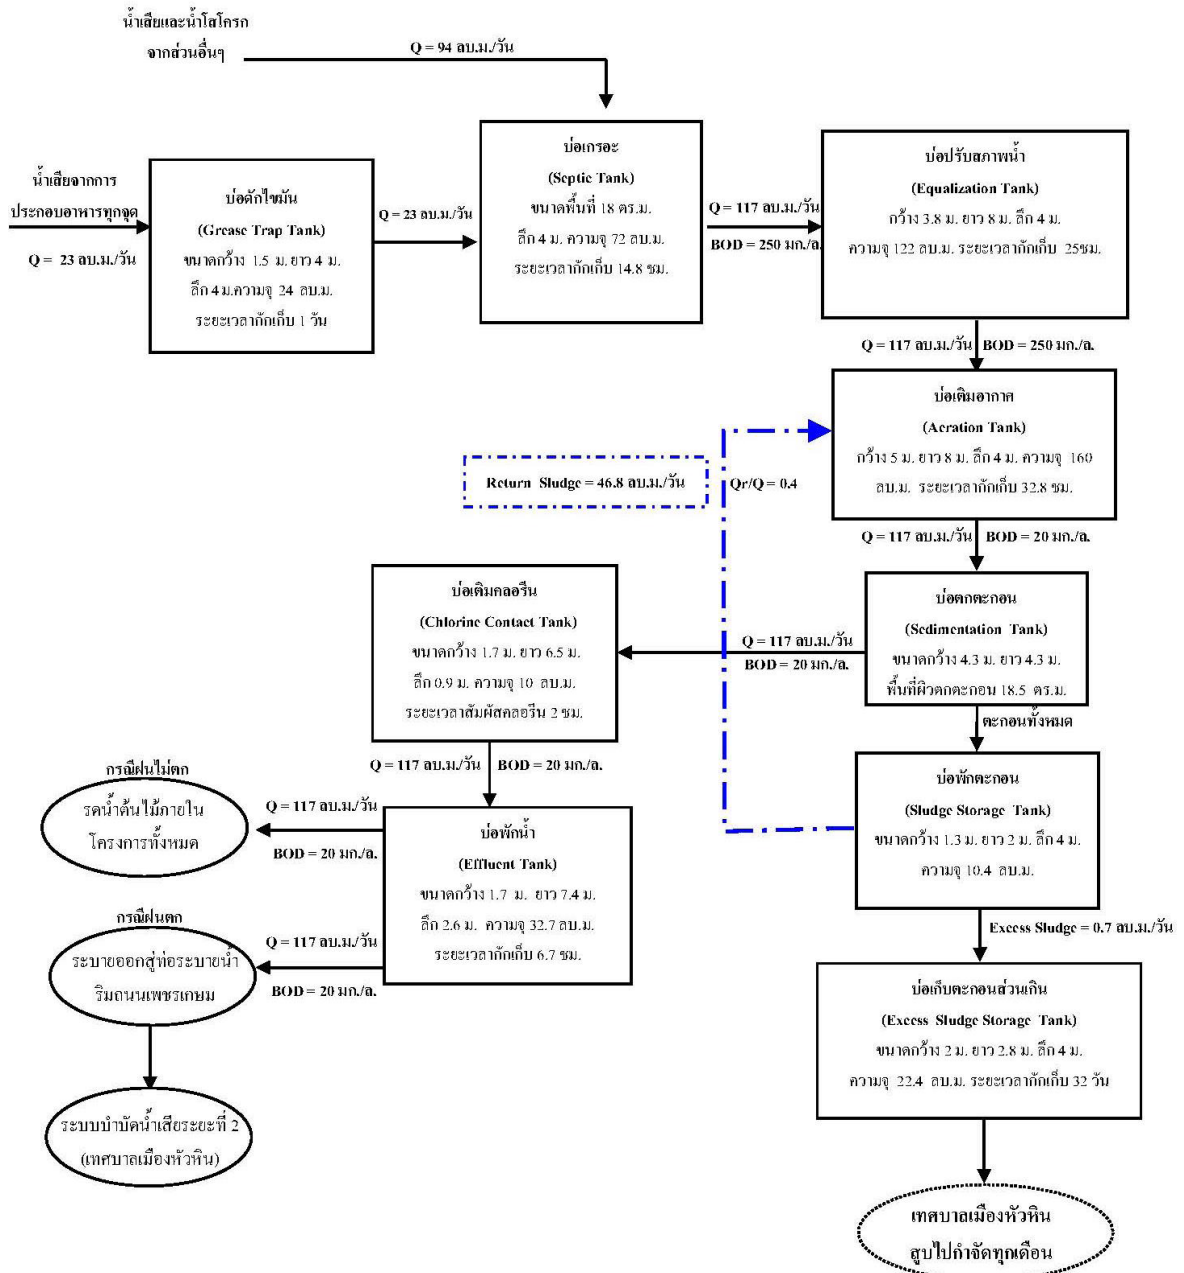 น้ำเสียและน้ำโสโครก
จากส่วนอื่นๆ
Q = 94 ลบ.ม./วัน
น้ำเสียจากการ
ประกอบอาหารทุกจุด
Q = 23 ลบ.ม./วัน
บ่อดักไขมัน
(Grease Trap Tank)
ขนาดกว้าง 1.5 ม. ยาว 4 ม.
ลึก 4 ม.ความจุ 24 ลบ.ม.
ระยะเวลากักเก็บ 1 วัน
Q = 23 ลบ.ม./วัน
บ่อเกรอะ
(Septic Tank)
ขนาดพื้นที่ 18 ตร.ม.
ลึก 4 ม. ความจุ 72 ลบ.ม.
ระยะเวลากักเก็บ 14.8 ชม.
Q = 117 ลบ.ม./วัน
BOD = 250 มก./ล.
บ่อปรับสภาพน้ำ
(Equalization Tank)
กว้าง 3.8 ม. ยาว 8 ม. ลึก 4 ม.
ความจุ 122 ลบ.ม. ระยะเวลากักเก็บ 25ชม.
Q = 117 ลบ.ม./วัน BOD = 250 มก./ล.
บ่อเติมอากาศ
(Aeration Tank)
กว้าง 5 ม. ยาว 8 ม. ลึก 4 ม. ความจุ 160
ลบ.ม. ระยะเวลากักเก็บ 32.8 ชม.
Return Sludge = 46.8 ลบ.ม./วัน
Qr/Q = 0.4
Q = 117 ลบ.ม./วัน BOD = 20 มก./ล.
บ่อตกตะกอน
(Sedimentation Tank)
ขนาดกว้าง 4.3 ม. ยาว 4.3 ม.
พื้นที่ผิวตกตะกอน 18.5 ตร.ม.
Q = 117 ลบ.ม./วัน
BOD = 20 มก./ล.
บ่อเติมคลอรีน
(Chlorine Contact Tank)
ขนาดกว้าง 1.7 ม. ยาว 6.5 ม.
ลึก 0.9 ม. ความจุ 10 ลบ.ม.
ระยะเวลาสัมผัสคลอรีน 2 ชม.
ตะกอนทั้งหมด
บ่อพักตะกอน
(Sludge Storage Tank)
ขนาดกว้าง 1.3 ม. ยาว 2 ม. ลึก 4 ม.
ความจุ 10.4 ลบ.ม.
Q = 117 ลบ.ม./วัน BOD = 20 มก./ล.
บ่อพักน้ำ
(Effluent Tank)
ขนาดกว้าง 1.7 ม. ยาว 7.4 ม.
ลึก 2.6 ม. ความจุ 32.7 ลบ.ม.
ระยะเวลากักเก็บ 6.7 ชม.
กรณีฝนไม่ตก
Q = 117 ลบ.ม./วัน
BOD = 20 มก./ล.
รดน้ำต้นไม้ภายใน
โครงการทั้งหมด
กรณีฝนตก
Q = 117 ลบ.ม./วัน
BOD = 20 มก./ล.
ระบายออกสู่ท่อระบายน้ำ
ริมถนนเพชรเกษม
ระบบบำบัดน้ำเสียระยะที่ 2
(เทศบาลเมืองหัวหิน)
Excess Sludge = 0.7 ลบ.ม./วัน
บ่อเก็บตะกอนส่วนเกิน
(Excess Sludge Storage Tank)
ขนาดกว้าง 2 ม. ยาว 2.8 ม. ลึก 4 ม.
ความจุ 22.4 ลบ.ม. ระยะเวลากักเก็บ 32 วัน
เทศบาลเมืองหัวหิน
สูบไปกำจัดทุกเดือน